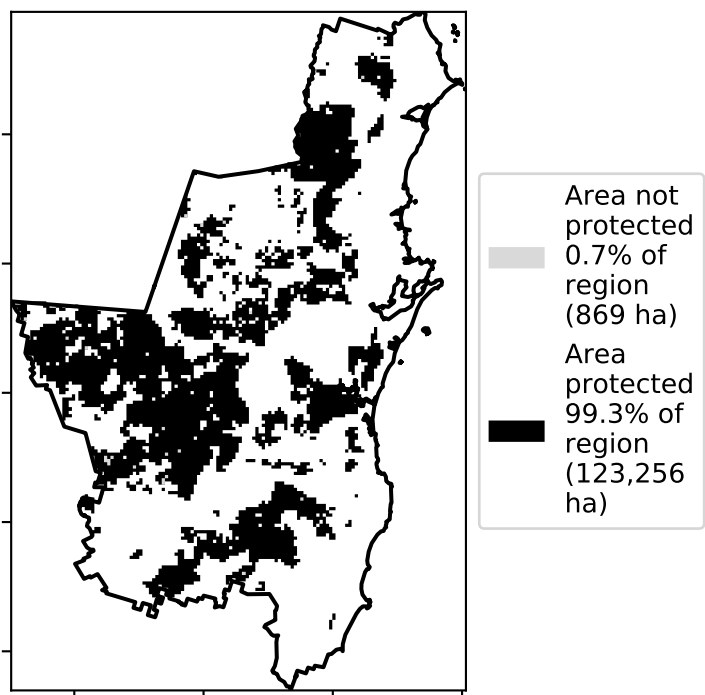 Area not
protected
0.7% of
region
(869 ha)
Area
protected
99.3% of
region
(123,256
ha)